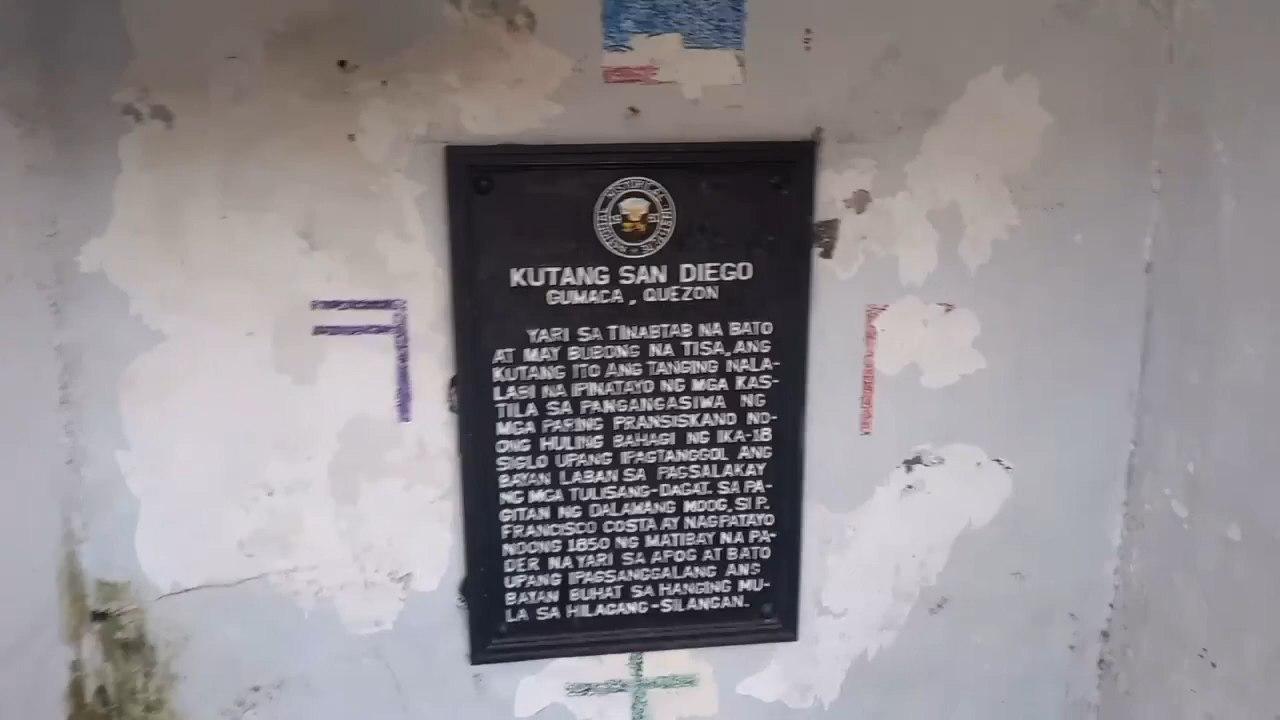 NATIONAL HISTORICAL INSTITUTE
KUTANG SAN DIEGO
GUMACA, QUEZON
YARI SA TINABTAB NA BATO
AT MAY BUBONG NA TISA, ANG
KUTANG ITO ANG TANGING NALA-
LABI NA IPINATAYO NG MGA KAS-
TILA SA PANGANGASIWA NG
MGA PARING PRANSISKANO NO-
ONG HULING BAHAGI NG IKA-18
SIGLO UPANG IPAGTANGGOL ANG
BAYAN LABAN SA PAGSALAKAY
NG MGA TULISANG-DAGAT. SA PA-
GITAN NG DALAWANG MOOG, SI P.
FRANCISCO COSTA AY NAGPATAYO
NOONG 1850 NG MATIBAY NA PA-
DER NA YARI SA APOG AT BATO
UPANG IPAGSANGGALANG ANG
BAYAN BUHAT SA HANGING MU-
LA SA HILAGANG-SILANGAN.